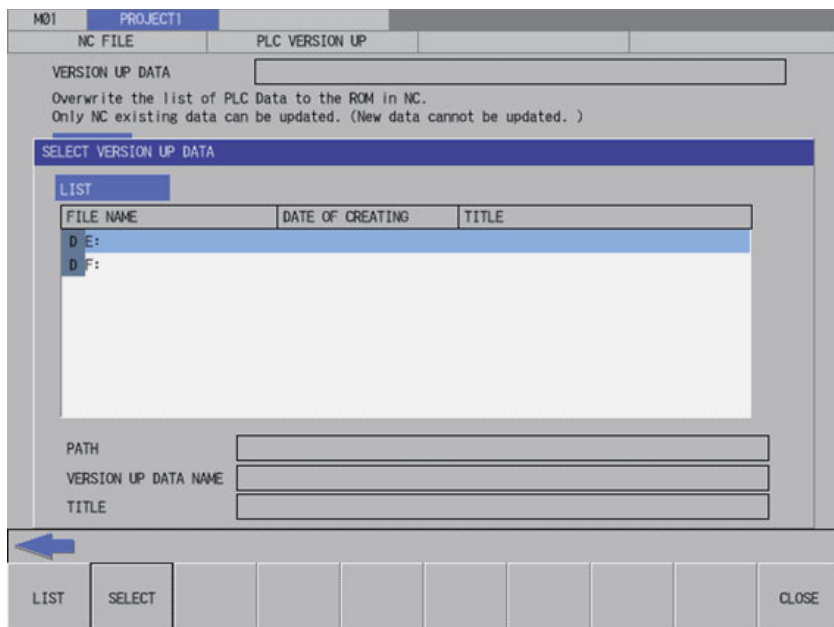 M01 PROJECT1
NC FILE PLC VERSION UP
VERSION UP DATA
Overwrite the list of PLC Data to the ROM in NC.
Only NC existing data can be updated. (New data cannot be updated. )
SELECT VERSION UP DATA
LIST
FILE NAME DATE OF CREATING TITLE
D E:
D F:
PATH
VERSION UP DATA NAME
TITLE
LIST SELECT CLOSE